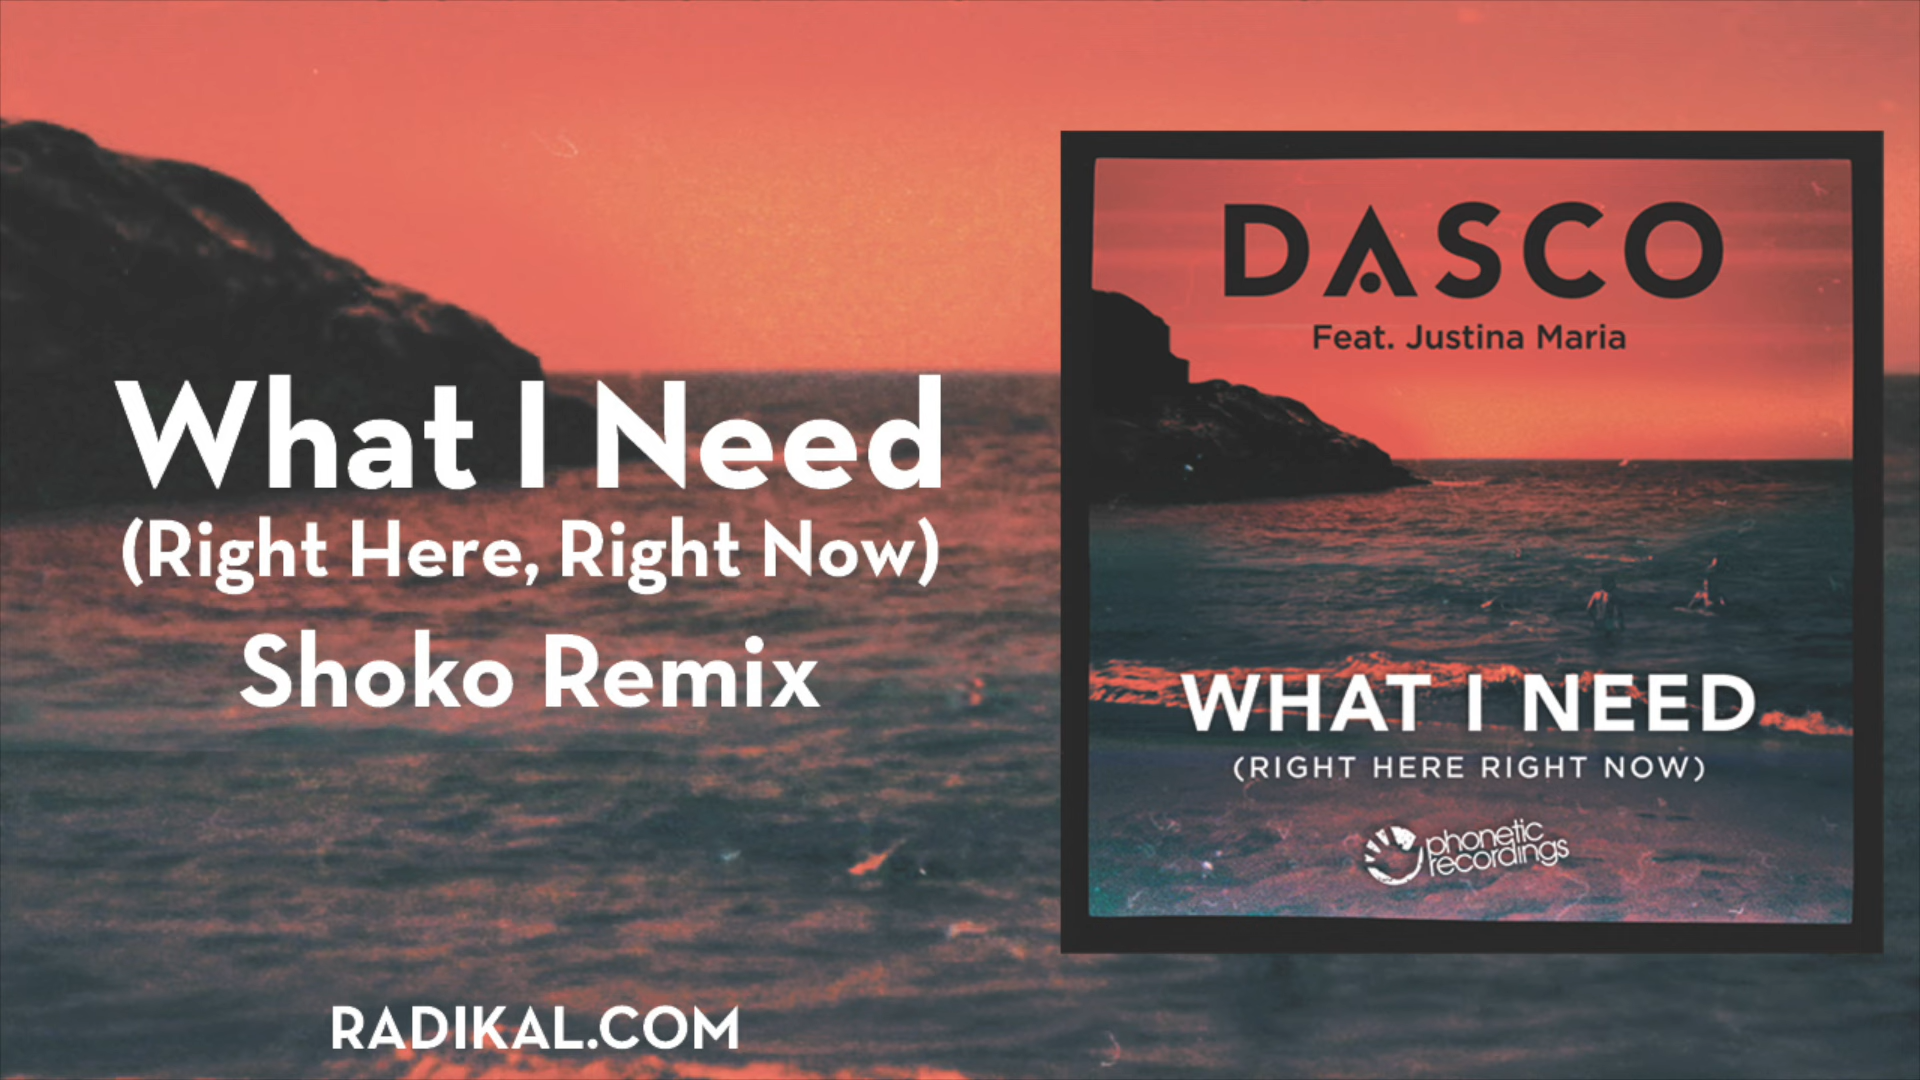 What I Need
(Right Here, Right Now)
Shoko Remix
RADIKAL.COM
DASCO
Feat. Justina Maria
WHAT I NEED
(RIGHT HERE RIGHT NOW)
phonetic
recordings